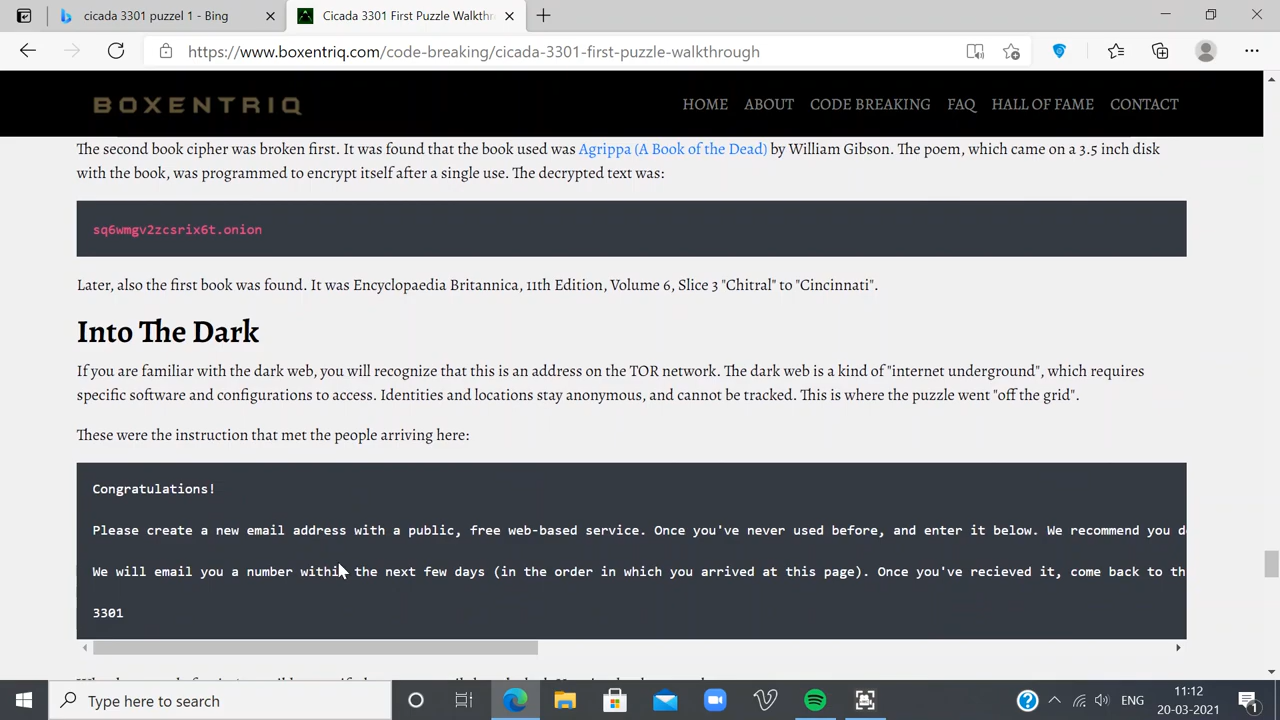 cicada 3301 puzzel 1 - Bing
Cicada 3301 First Puzzle Walkthr
https://www.boxentriq.com/code-breaking/cicada-3301-first-puzzle-walkthrough
BOXENTRIQ
HOME ABOUT CODE BREAKING FAQ HALL OF FAME CONTACT
The second book cipher was broken first. It was found that the book used was Agrippa (A Book of the Dead) by William Gibson. The poem, which came on a 3.5 inch disk
with the book, was programmed to encrypt itself after a single use. The decrypted text was:
sq6wmgv2zcsrix6t.onion
Later, also the first book was found. It was Encyclopaedia Britannica, 11th Edition, Volume 6, Slice 3 "Chitral" to "Cincinnati".
Into The Dark
If you are familiar with the dark web, you will recognize that this is an address on the TOR network. The dark web is a kind of "internet underground", which requires
specific software and configurations to access. Identities and locations stay anonymous, and cannot be tracked. This is where the puzzle went "off the grid".
These were the instruction that met the people arriving here:
Congratulations!
Please create a new email address with a public, free web-based service. Once you've never used before, and enter it below. We recommend you d
We will email you a number within the next few days (in the order in which you arrived at this page). Once you've recieved it, come back to th
3301
Type here to search
ENG
11:12
20-03-2021